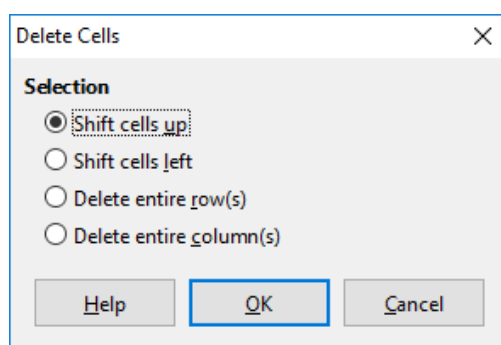 Delete Cells
Selection
Shift cells up
Shift cells left
Delete entire row(s)
Delete entire column(s)
Help OK Cancel